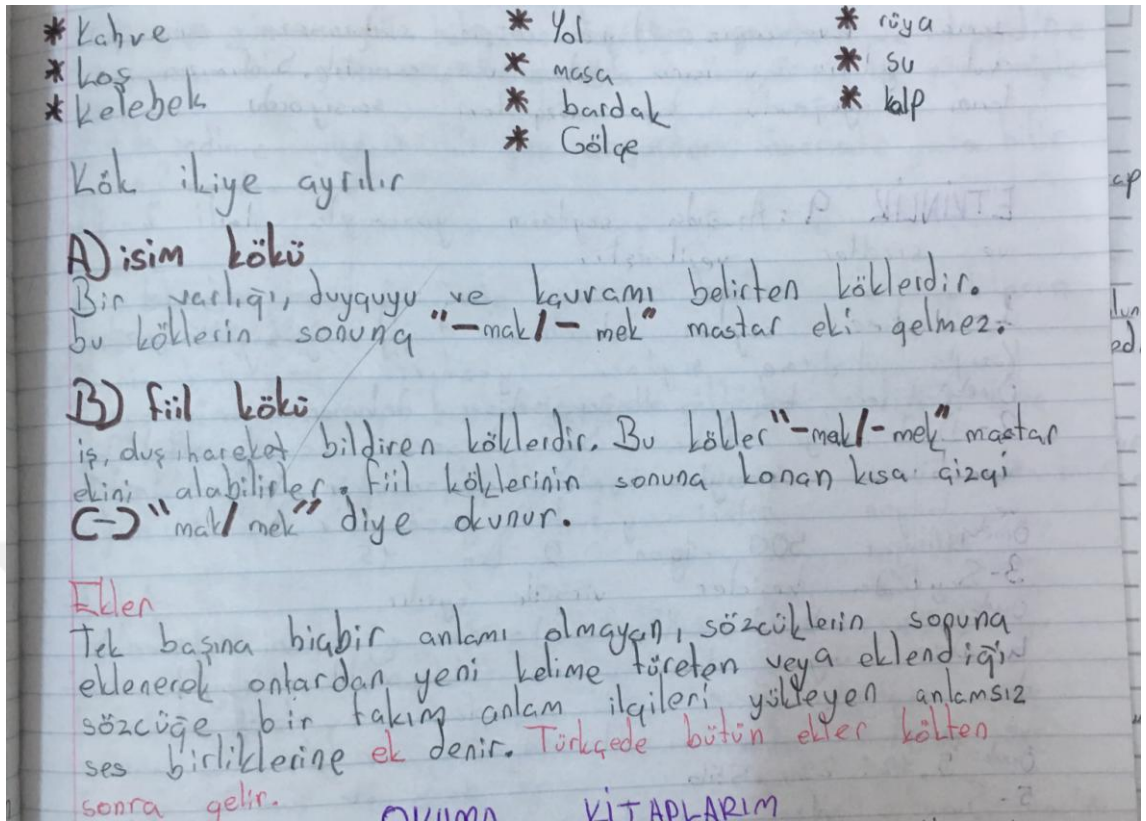 * Kahve * Yol * rüya
* koş * masa * su
* kelebek * bardak * kalp
* Gölge
Kök ikiye ayrılır
A) isim kökü
Bir varlığı, duyguyu ve kavramı belirten köklerdir.
bu köklerin sonuna "-mak/-mek" mastar eki gelmez.
B) fiil kökü
iş, duş, hareket bildiren köklerdir. Bu kökler "-mak/-mek" mastar
ekini alabilirler. Fiil köklerinin sonuna konan kısa çizgi
(-) "mak/mek" diye okunur.
Ekler
Tek başına hiçbir anlamı olmayan, sözcüklerin sonuna
eklenerek onlardan yeni kelime türeten veya eklendiği
sözcüğe bir takım anlam ilgileri yükleyen anlamsız
ses birliklerine ek denir. Türkçede bütün ekler kökten
sonra gelir.
OKUMA KİTAPLARIM